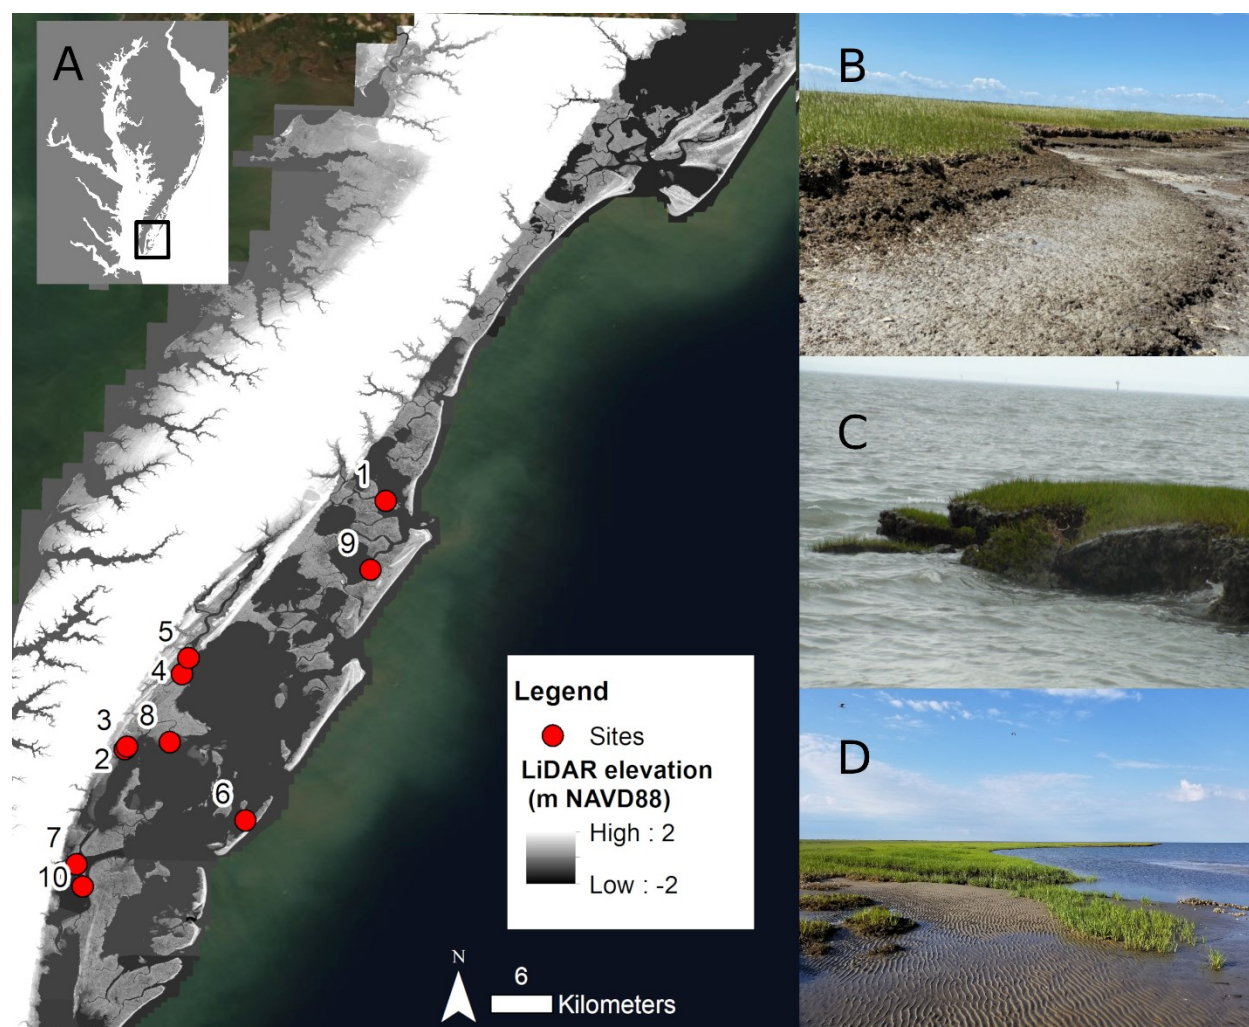 A
B
C
D
1
9
5
4
3
8
2
6
7
10
Legend
Sites
LiDAR elevation
(m NAVD88)
High : 2
Low : -2
N
6
Kilometers